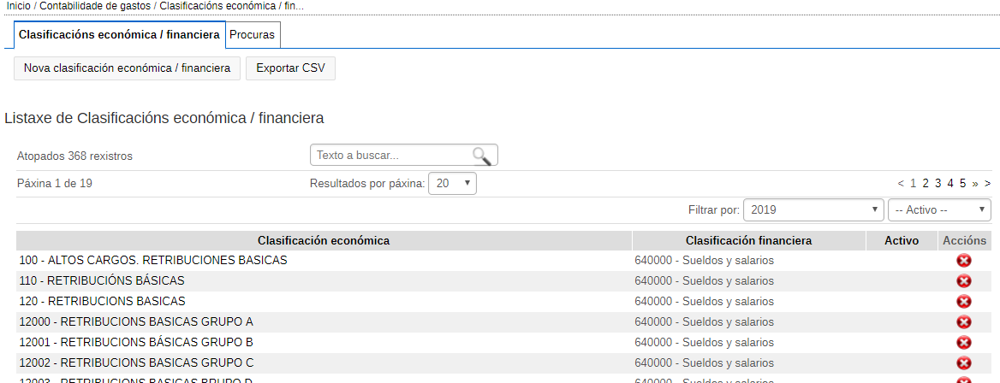 Inicio / Contabilidade de gastos / Clasificacións económica / fin...
Clasificacións económica / financiera Procuras
Nova clasificación económica / financiera Exportar CSV
Listaxe de Clasificacións económica / financiera
Atopados 368 rexistros Texto a buscar...
Páxina 1 de 19 Resultados por páxina: 20 < 1 2 3 4 5 » >
Filtrar por: 2019 -- Activo --
Clasificación económica Clasificación financiera Activo Accións
100 - ALTOS CARGOS. RETRIBUCIONES BASICAS 640000 - Sueldos y salarios
110 - RETRIBUCIÓNS BÁSICAS 640000 - Sueldos y salarios
120 - RETRIBUCIONS BASICAS 640000 - Sueldos y salarios
12000 - RETRIBUCIONS BASICAS GRUPO A 640000 - Sueldos y salarios
12001 - RETRIBUCIONS BÁSICAS GRUPO B 640000 - Sueldos y salarios
12002 - RETRIBUCIONS BASICAS GRUPO C 640000 - Sueldos y salarios
12003 - RETRIBUCIONS BASICAS BRUPO D 640000 - Sueldos y salarios